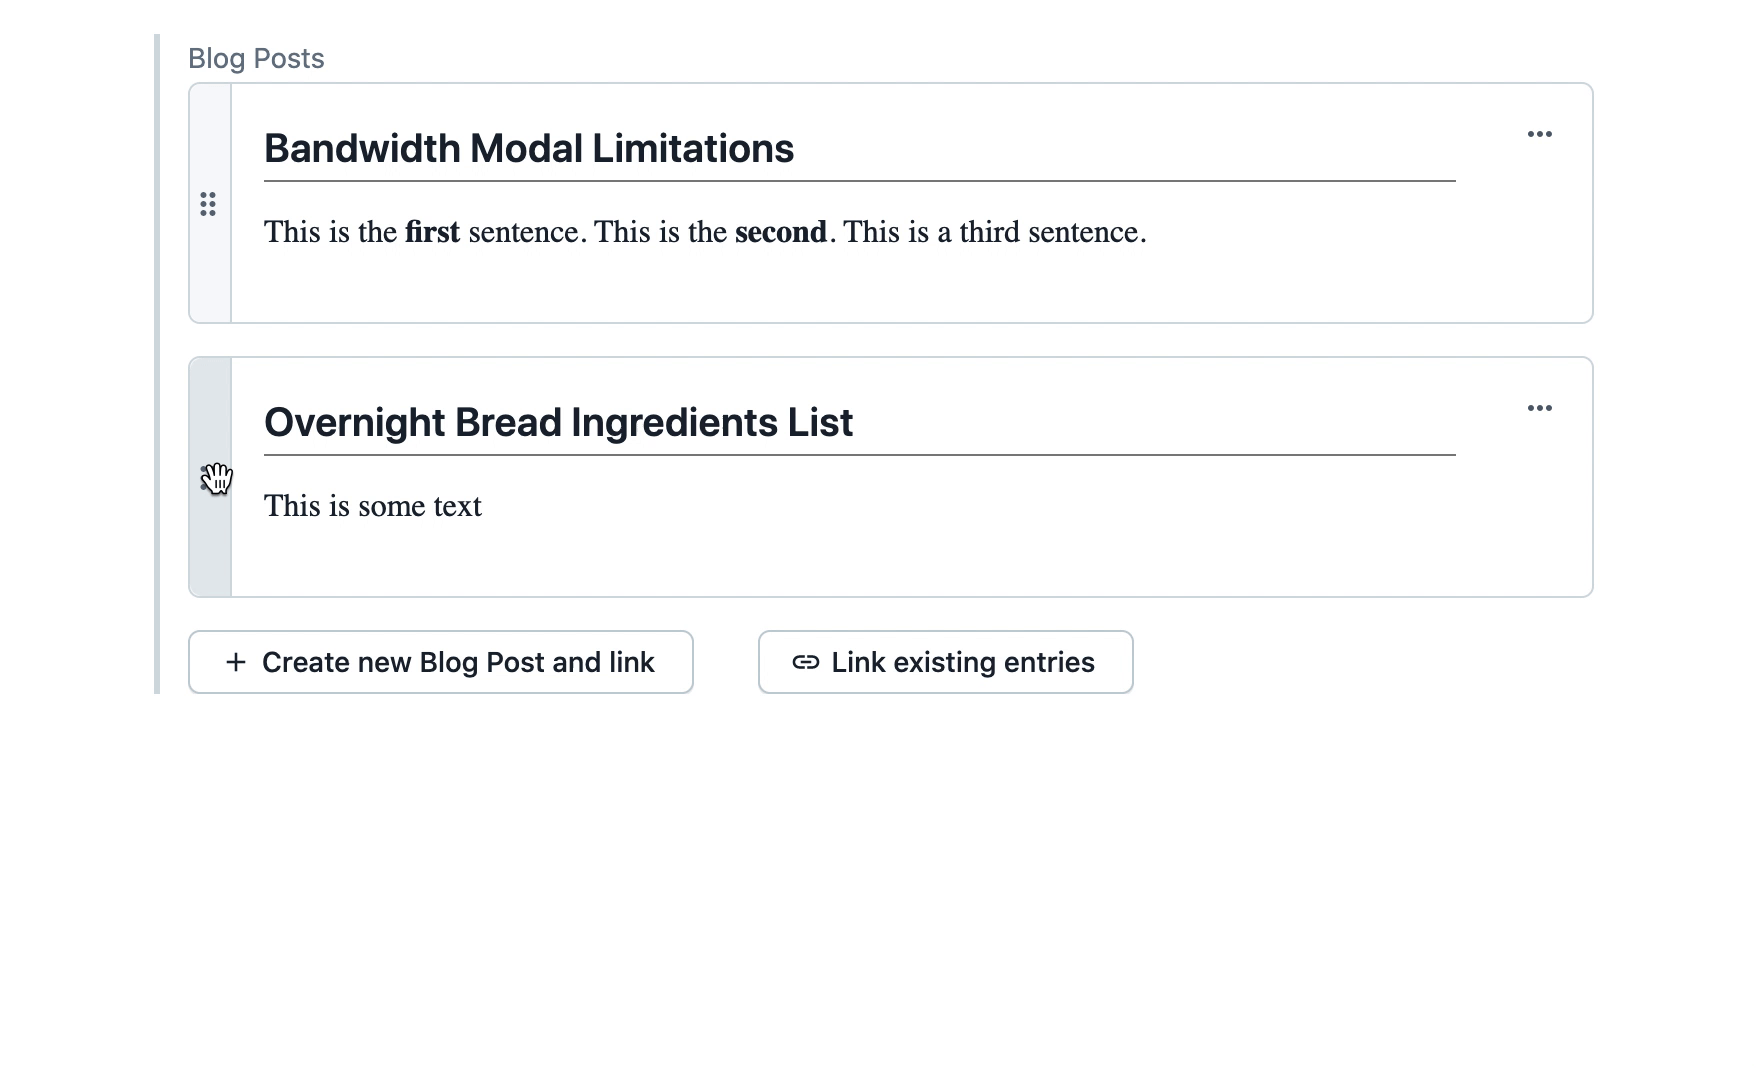 Blog Posts
Bandwidth Modal Limitations
This is the first sentence. This is the second. This is a third sentence.
Overnight Bread Ingredients List
This is some text
Create new Blog Post and link
Link existing entries